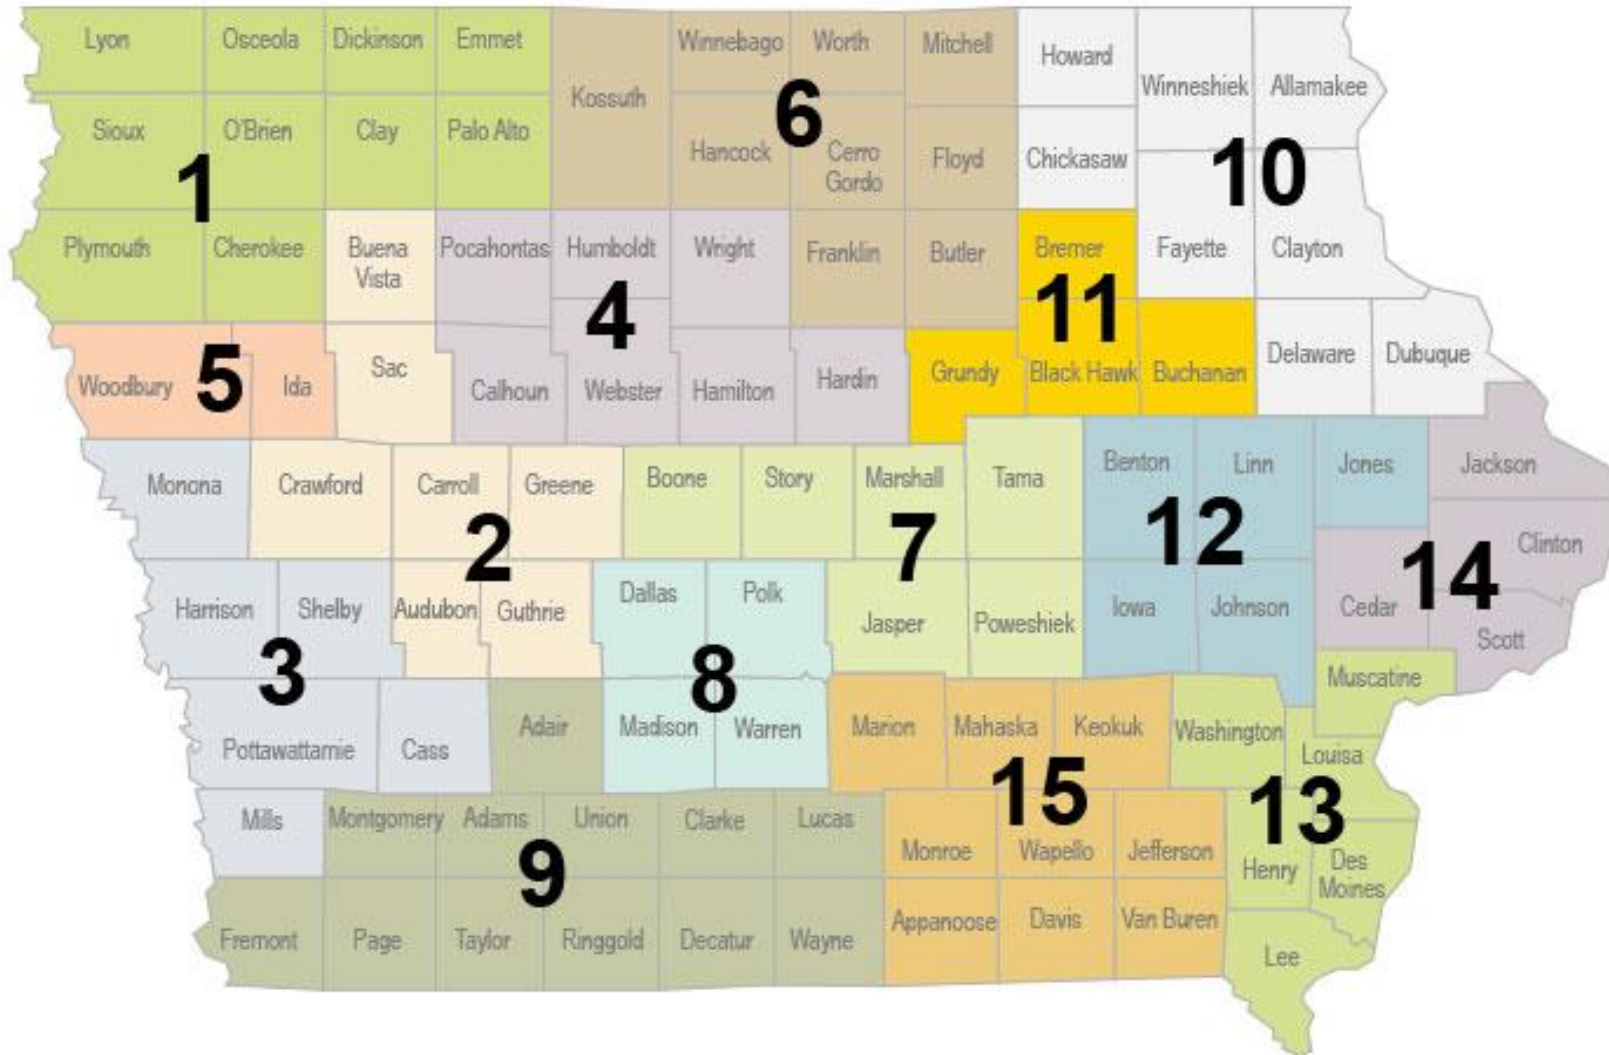 Lyon
Osceola
Dickinson
Emmet
Kossuth
Winnebago
Worth
Mitchell
Howard
Winneshiek
Allamakee
Sioux
O'Brien
Clay
Palo Alto
6
Hancock
Cerro
Gordo
Floyd
Chickasaw
10
1
Plymouth
Cherokee
Buena
Vista
Pocahontas
Humboldt
Wright
Franklin
Butler
Bremer
Fayette
Clayton
4
11
5
Woodbury
Ida
Sac
Calhoun
Webster
Hamilton
Hardin
Grundy
Black Hawk
Buchanan
Delaware
Dubuque
Monona
Crawford
Carroll
Greene
Boone
Story
Marshall
Tama
Benton
Linn
Jones
Jackson
2
7
12
Clinton
14
Harrison
Shelby
Audubon
Guthrie
Dallas
Polk
Jasper
Poweshiek
Iowa
Johnson
Cedar
Scott
3
8
Muscatine
Pottawattamie
Cass
Adair
Madison
Warren
Marion
Mahaska
Keokuk
Washington
Louisa
15
13
Mills
Montgomery
Adams
Union
Clarke
Lucas
Monroe
Wapello
Jefferson
Henry
Des
Moines
9
Fremont
Page
Taylor
Ringgold
Decatur
Wayne
Appanoose
Davis
Van Buren
Lee